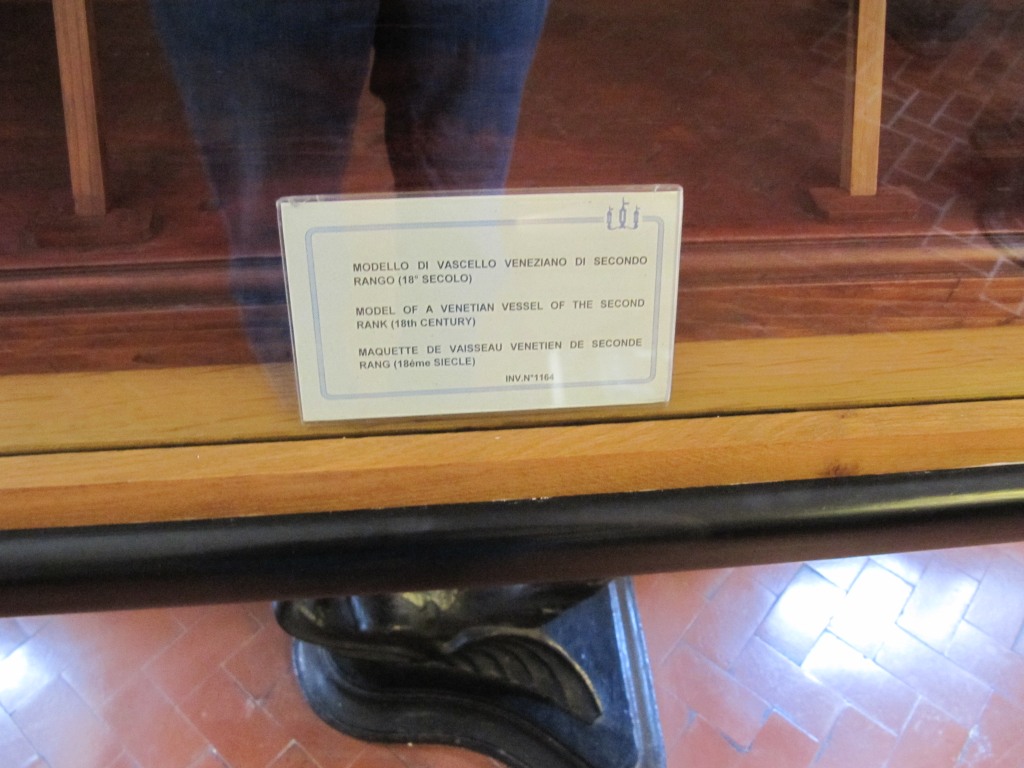 MODELLO DI VASCELLO VENEZIANO DI SECONDO
RANGO (18° SECOLO)
MODEL OF A VENETIAN VESSEL OF THE SECOND
RANK (18th CENTURY)
MAQUETTE DE VAISSEAU VENETIEN DE SECONDE
RANG (18éme SIECLE)
INV.N°1164